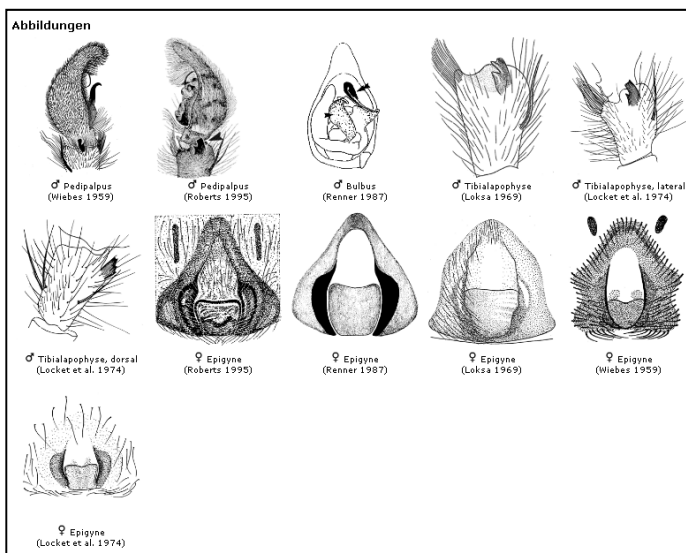 Abbildungen
♂ Pedipalpus
(Wiebes 1959)
♂ Pedipalpus
(Roberts 1995)
♂ Bulbus
(Renner 1987)
♂ Tibialapophyse
(Loksa 1969)
♂ Tibialapophyse, lateral
(Locket et al. 1974)
♂ Tibialapophyse, dorsal
(Locket et al. 1974)
♀ Epigyne
(Roberts 1995)
♀ Epigyne
(Renner 1987)
♀ Epigyne
(Loksa 1969)
♀ Epigyne
(Wiebes 1959)
♀ Epigyne
(Locket et al. 1974)